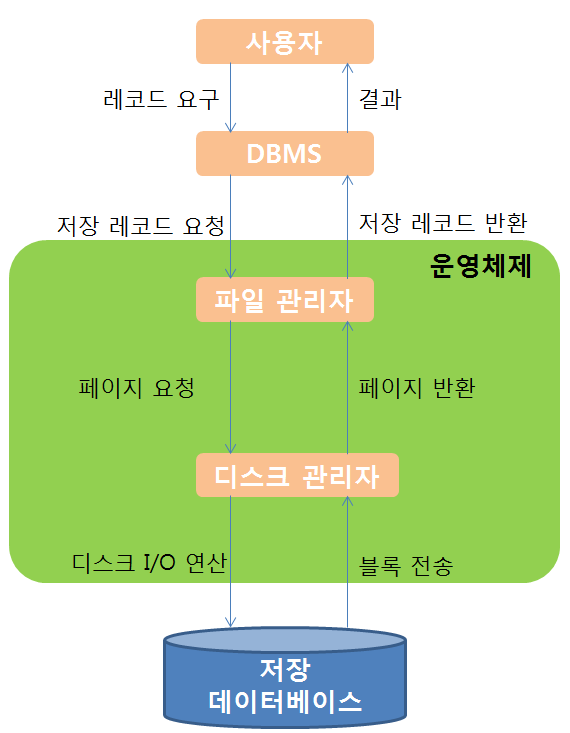 사용자
레코드 요구
결과
DBMS
저장 레코드 요청
저장 레코드 반환
운영체제
파일 관리자
페이지 요청
페이지 반환
디스크 관리자
디스크 I/O 연산
블록 전송
저장
데이터베이스